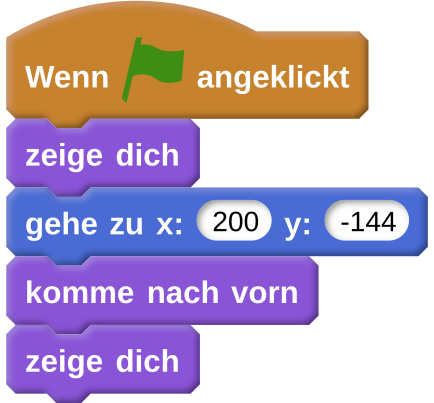 Wenn angeklickt
zeige dich
gehe zu x: 200 y: -144
komme nach vorn
zeige dich